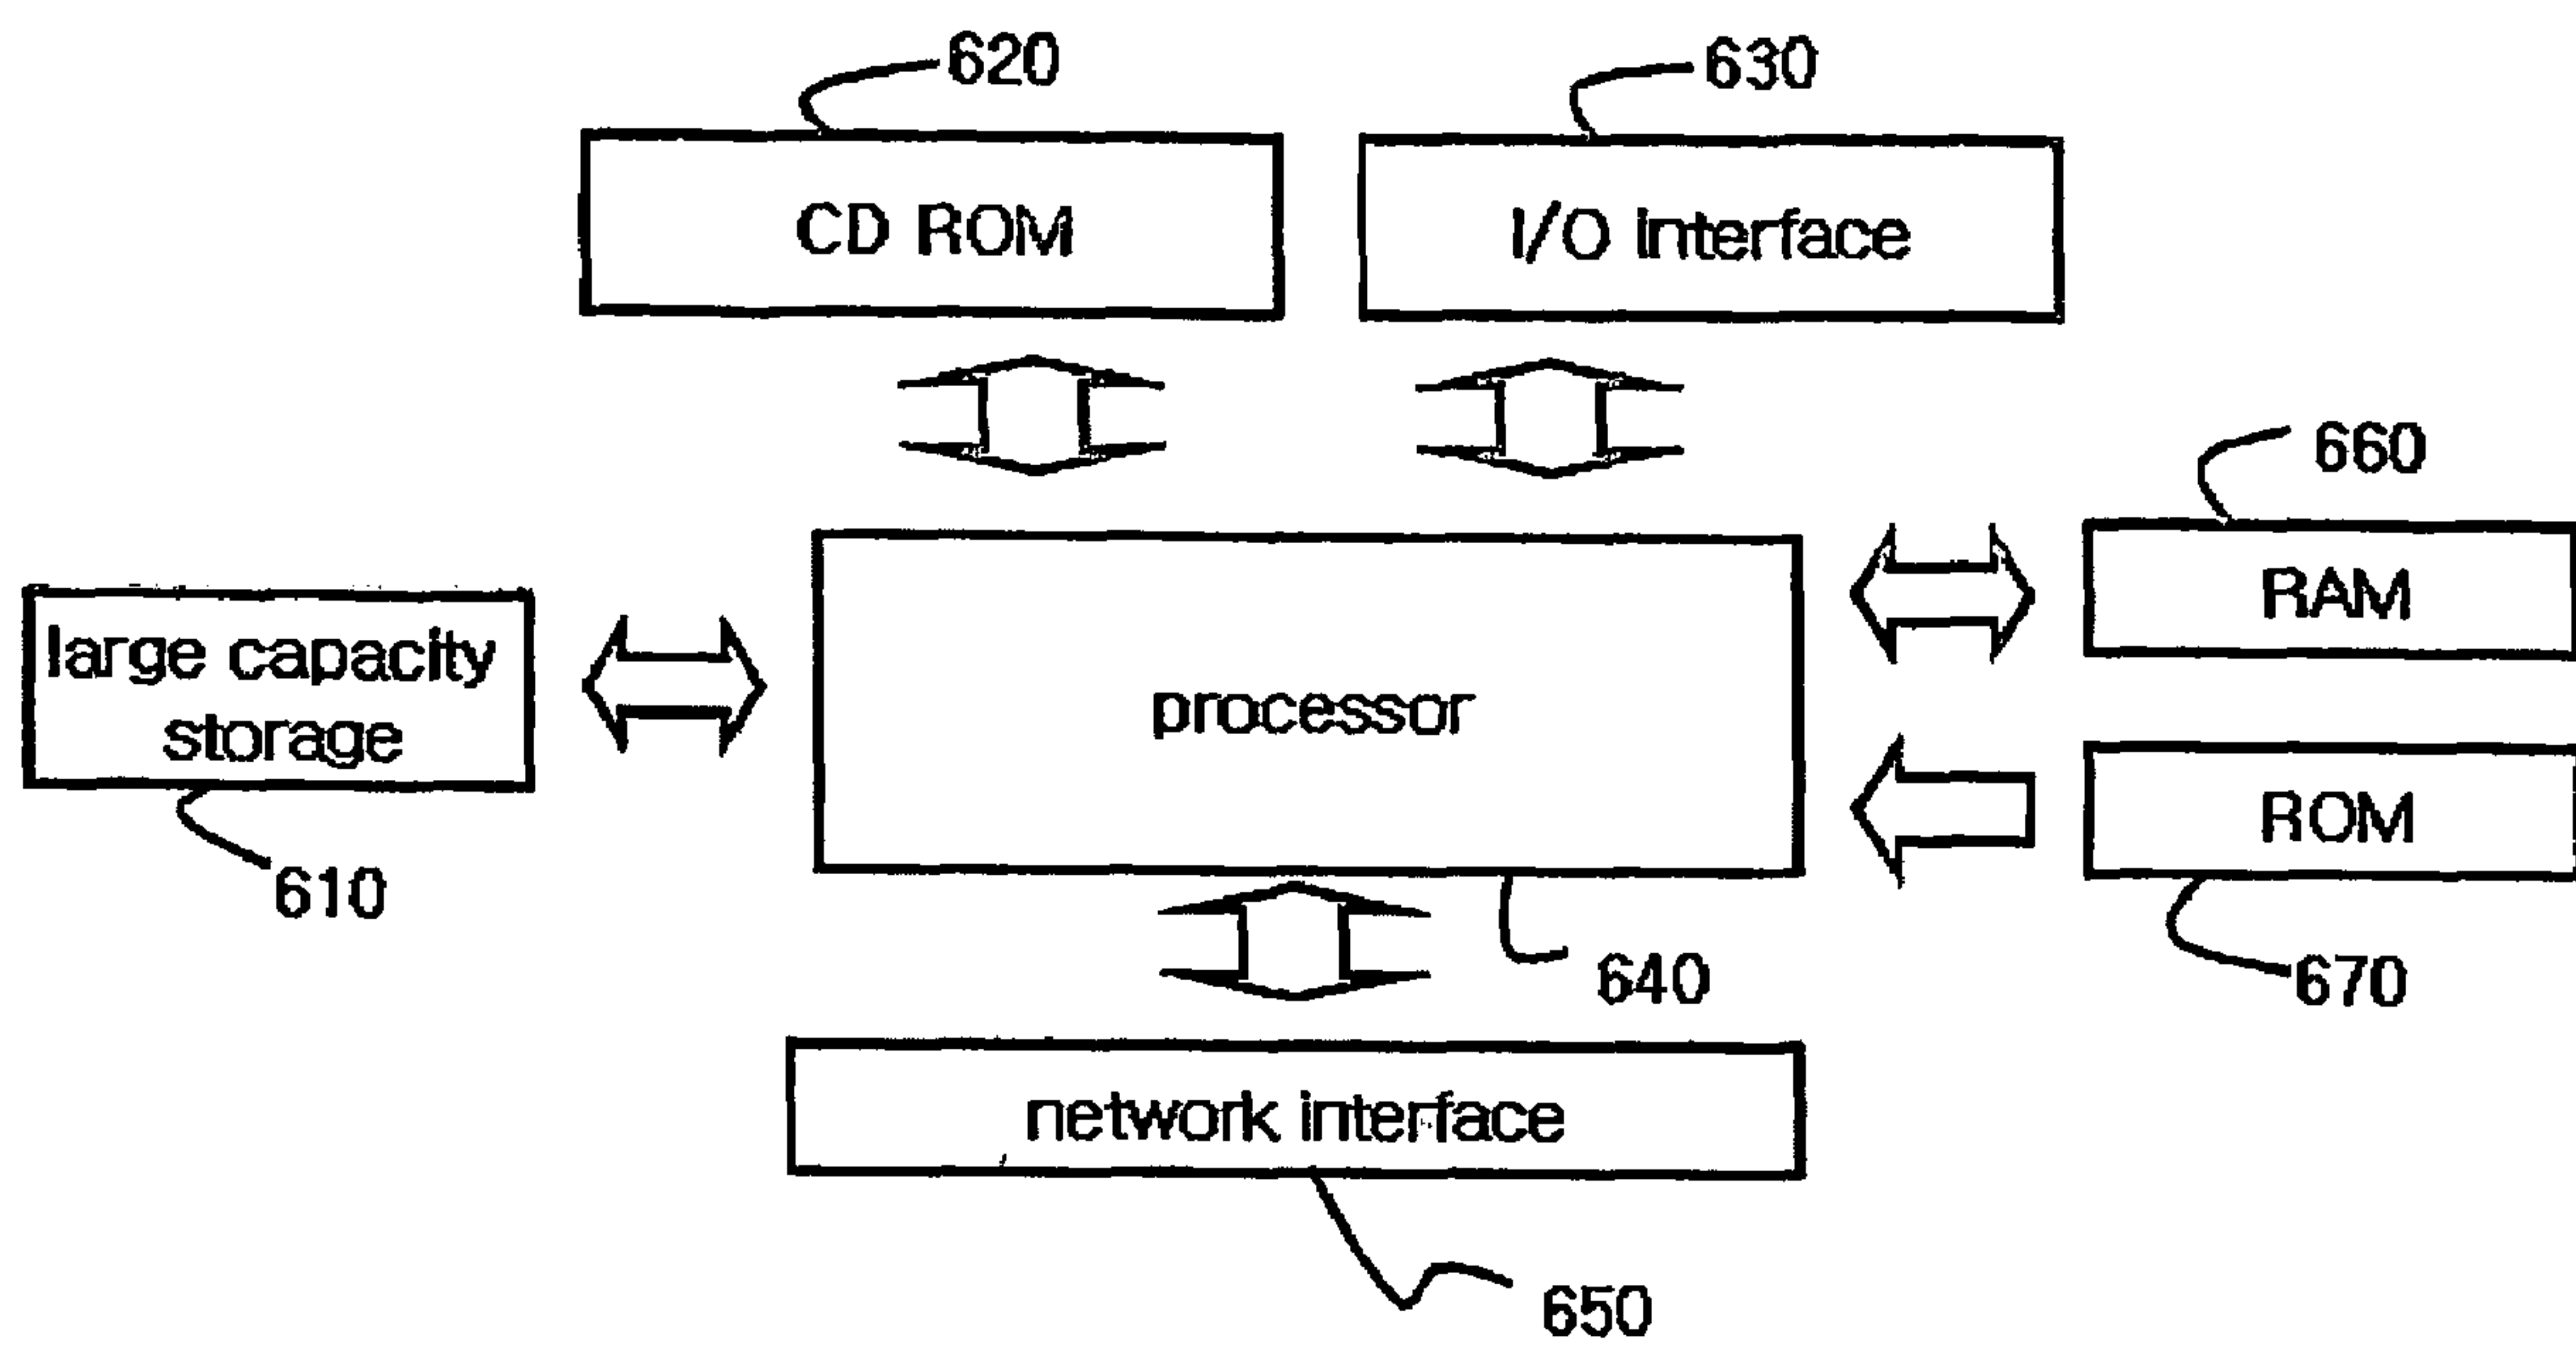 620
630
CD ROM
I/O interface
660
RAM
large capacity
storage
processor
ROM
610
640
670
network interface
650